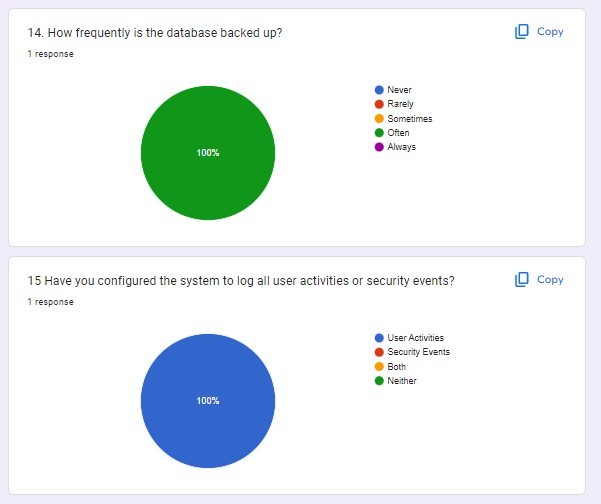 14. How frequently is the database backed up?
Copy
1 response
100%
Never
Rarely
Sometimes
Often
Always
15 Have you configured the system to log all user activities or security events?
Copy
1 response
100%
User Activities
Security Events
Both
Neither